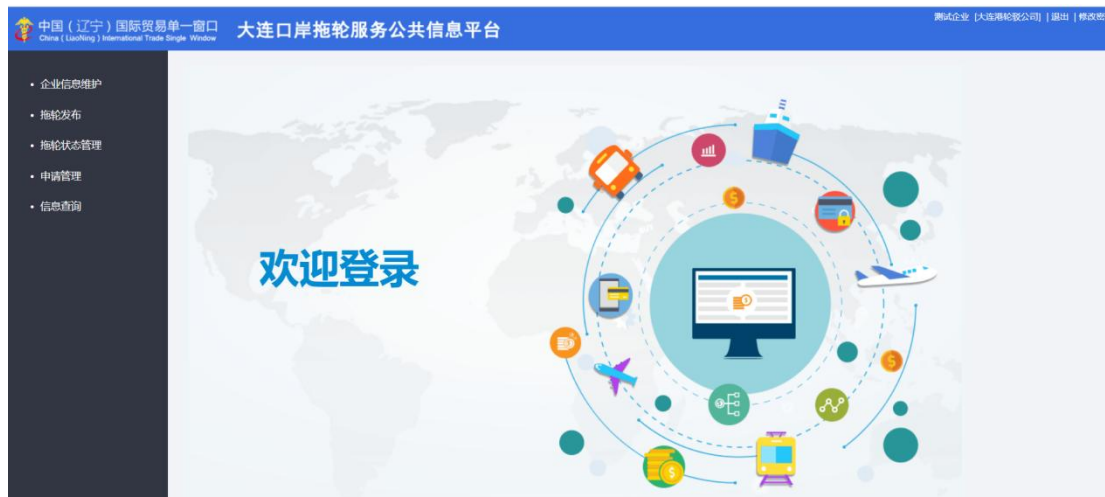 中国（辽宁）国际贸易单一窗口
China ( LiaoNing ) International Trade Single Window
大连口岸拖轮服务公共信息平台
测试企业 [大连港轮驳公司] | 退出 | 修改密
• 企业信息维护
• 拖轮发布
• 拖轮状态管理
• 申请管理
• 信息查询
欢迎登录